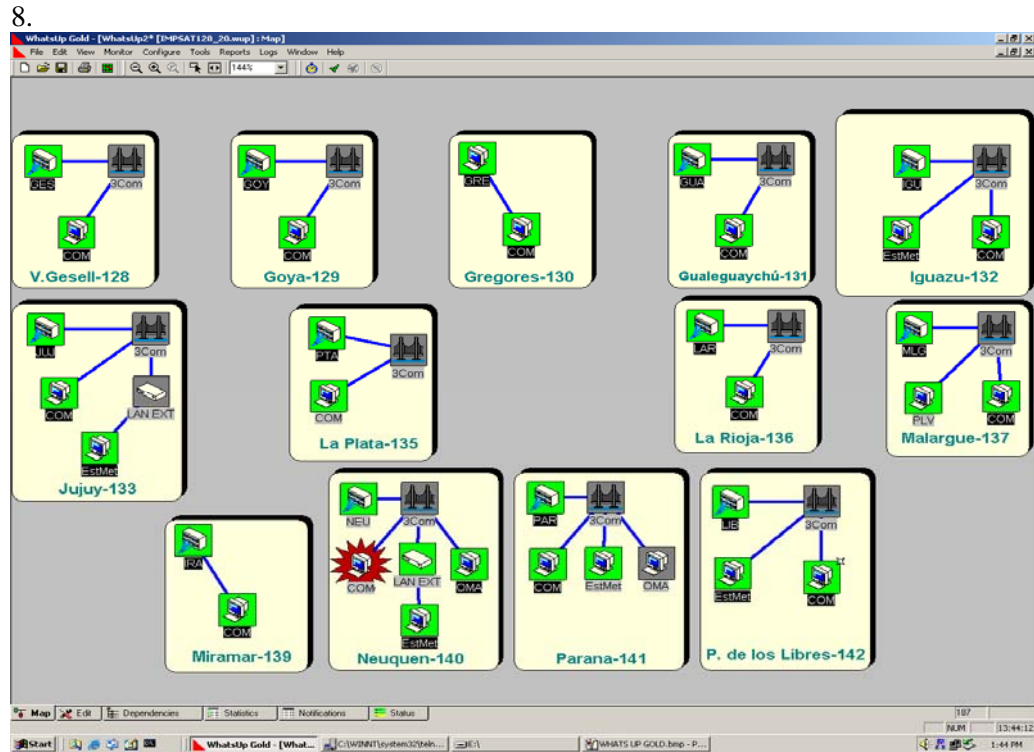 8.
WhatsUp Gold - [WhatsUp2* [IMPSAT120_20.wup] : Map]
File Edit View Monitor Configure Tools Reports Logs Window Help
144%
GES 3Com
COM
V.Gesell-128
GOY 3Com
COM
Goya-129
GRE
COM
Gregores-130
GUA 3Com
COM
Gualeguaychú-131
IGU 3Com
EstMet COM
Iguazu-132
JUJ 3Com
COM LAN EXT
EstMet
Jujuy-133
PTA 3Com
COM
La Plata-135
LAR 3Com
COM
La Rioja-136
MLG 3Com
PLV COM
Malargue-137
IRA
COM
Miramar-139
NEU 3Com
COM LAN EXT OMA
EstMet
Neuquen-140
PAR 3Com
COM EstMet OMA
Parana-141
LIB 3Com
EstMet COM
P. de los Libres-142
Map Edit Dependencies Statistics Notifications Status 187
NUM 13:44:12
Start WhatsUp Gold - [What... C:\WINNT\system32\teln... E:\ WHATS UP GOLD.bmp - P... 1:44 PM